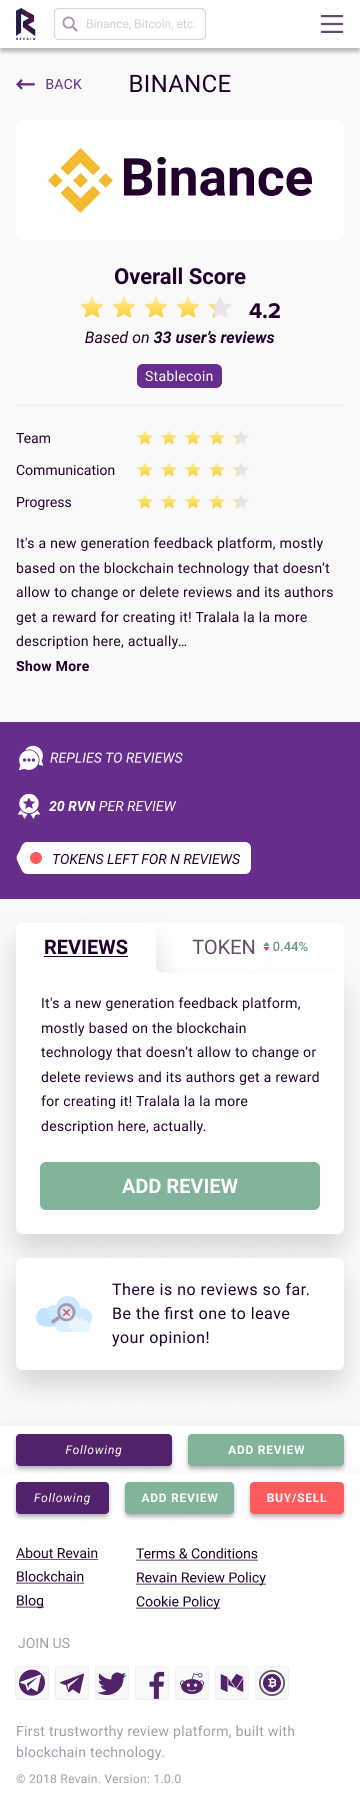 REVAIN
Binance, Bitcoin, etc.
BACK
BINANCE
Binance
Overall Score
4.2
Based on 33 user’s reviews
Stablecoin
Team
Communication
Progress
It's a new generation feedback platform, mostly
based on the blockchain technology that doesn’t
allow to change or delete reviews and its authors
get a reward for creating it! Tralala la la more
description here, actually…
Show More
REPLIES TO REVIEWS
20 RVN PER REVIEW
TOKENS LEFT FOR N REVIEWS
REVIEWS
TOKEN 0.44%
It's a new generation feedback platform,
mostly based on the blockchain
technology that doesn’t allow to change or
delete reviews and its authors get a reward
for creating it! Tralala la la more
description here, actually.
ADD REVIEW
There is no reviews so far.
Be the first one to leave
your opinion!
Following
ADD REVIEW
Following
ADD REVIEW
BUY/SELL
About Revain
Blockchain
Blog
Terms & Conditions
Revain Review Policy
Cookie Policy
JOIN US
First trustworthy review platform, built with
blockchain technology.
© 2018 Revain. Version: 1.0.0